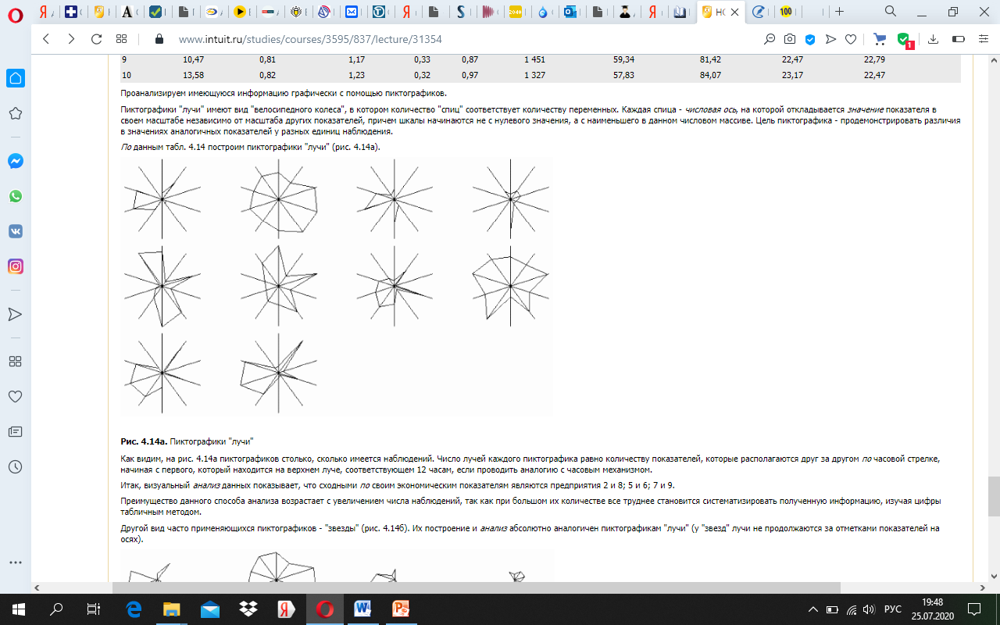 www.intuit.ru/studies/courses/3595/837/lecture/31354
9 10,47 0,81 1,17 0,33 0,87 1 451 59,34 81,42 22,47 22,79
10 13,58 0,82 1,23 0,32 0,97 1 327 57,83 84,07 23,17 22,47
Проанализируем имеющуюся информацию графически с помощью пиктографиков.
Пиктографики "лучи" имеют вид "велосипедного колеса", в котором количество "спиц" соответствует количеству переменных. Каждая спица - числовая ось, на которой откладывается значение показателя в
своем масштабе независимо от масштаба других показателей, причем шкалы начинаются не с нулевого значения, а с наименьшего в данном числовом массиве. Цель пиктографика - продемонстрировать различия
в значениях аналогичных показателей у разных единиц наблюдения.
По данным табл. 4.14 построим пиктографики "лучи" (рис. 4.14а).
Рис. 4.14а. Пиктографики "лучи"
Как видим, на рис. 4.14а пиктографиков столько, сколько имеется наблюдений. Число лучей каждого пиктографика равно количеству показателей, которые располагаются друг за другом по часовой стрелке,
начиная с первого, который находится на верхнем луче, соответствующем 12 часам, если проводить аналогию с часовым механизмом.
Итак, визуальный анализ данных показывает, что сходными по своим экономическим показателям являются предприятия 2 и 8; 5 и 6; 7 и 9.
Преимущество данного способа анализа возрастает с увеличением числа наблюдений, так как при большом их количестве все труднее становится систематизировать полученную информацию, изучая цифры
табличным методом.
Другой вид часто применяющихся пиктографиков - "звезды" (рис. 4.14б). Их построение и анализ абсолютно аналогичен пиктографикам "лучи" (у "звезд" лучи не продолжаются за отметками показателей на
осях).
РУС
19:48
25.07.2020